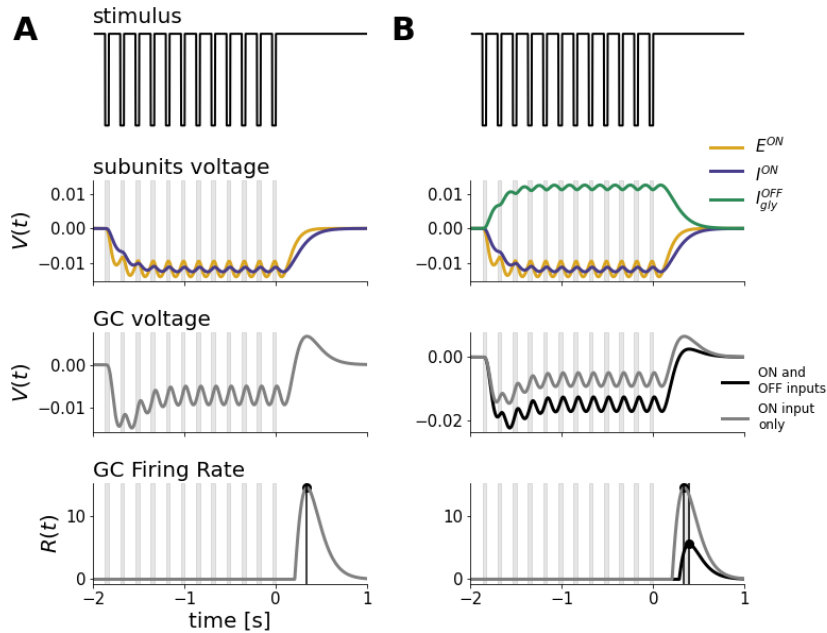 A
stimulus
B
E^ON
I^ON
I^OFF_gly
subunits voltage
V(t)
0.01
0.00
−0.01
0.01
0.00
−0.01
GC voltage
V(t)
0.00
−0.01
0.00
−0.02
ON and
OFF inputs
ON input
only
GC Firing Rate
R(t)
10
0
10
0
−2
−1
0
1
−2
−1
0
1
time [s]